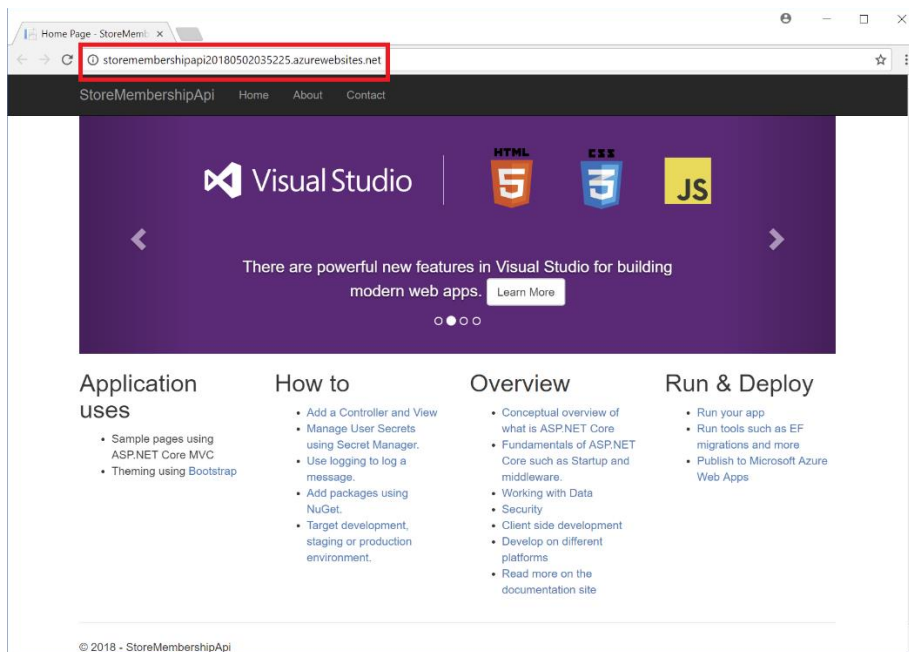 Home Page - StoreMemb
storemembershipapi20180502035225.azurewebsites.net
StoreMembershipApi Home About Contact
Visual Studio
HTML
5
CSS
3
JS
There are powerful new features in Visual Studio for building
modern web apps. Learn More
Application
uses
• Sample pages using
ASP.NET Core MVC
• Theming using Bootstrap
How to
• Add a Controller and View
• Manage User Secrets
using Secret Manager.
• Use logging to log a
message.
• Add packages using
NuGet.
• Target development,
staging or production
environment.
Overview
• Conceptual overview of
what is ASP.NET Core
• Fundamentals of ASP.NET
Core such as Startup and
middleware.
• Working with Data
• Security
• Client side development
• Develop on different
platforms
• Read more on the
documentation site
Run & Deploy
• Run your app
• Run tools such as EF
migrations and more
• Publish to Microsoft Azure
Web Apps
© 2018 - StoreMembershipApi